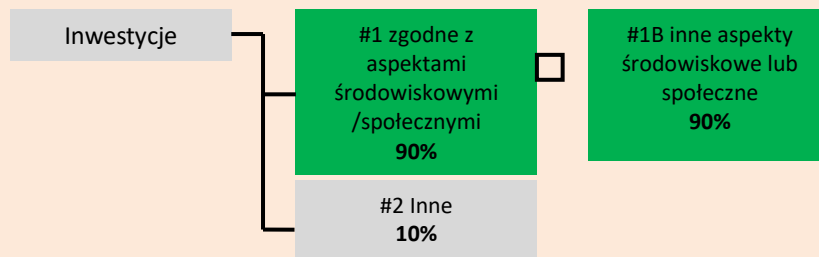 Inwestycje
#1 zgodne z
aspektami
środowiskowymi
/społecznymi
90%
#1B inne aspekty
środowiskowe lub
społeczne
90%
#2 Inne
10%